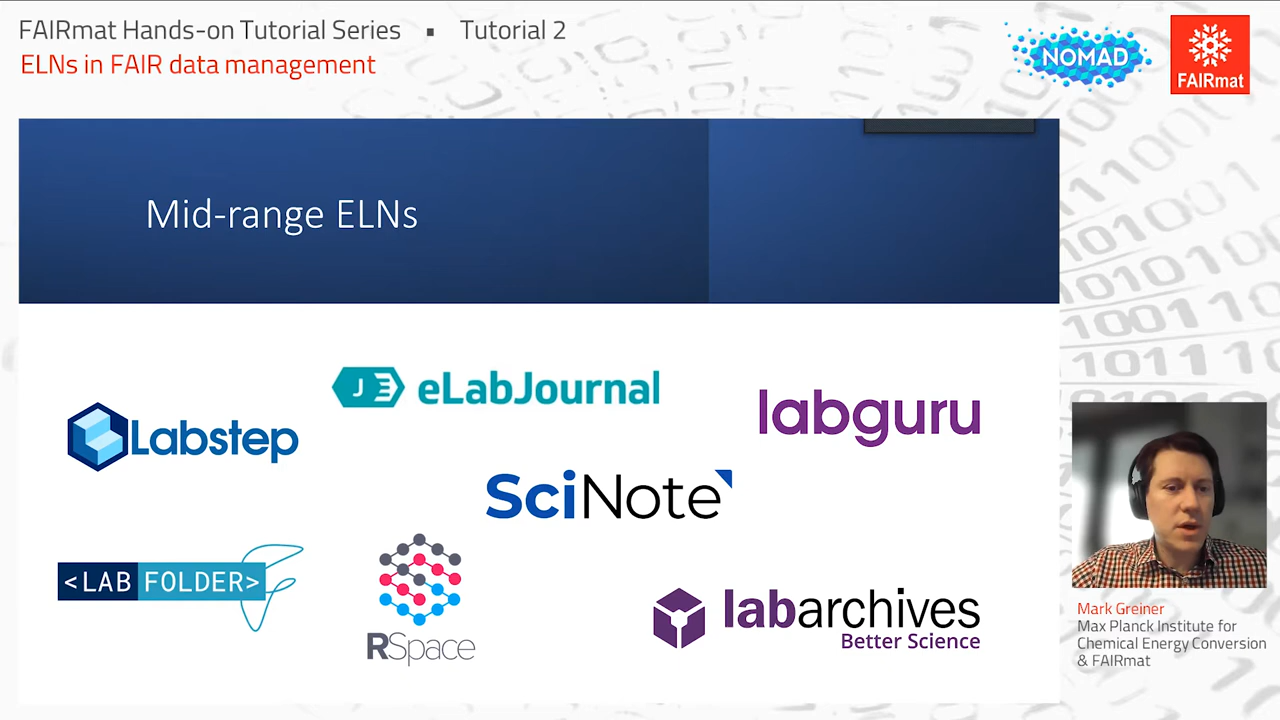 FAIRmat Hands-on Tutorial Series ▪ Tutorial 2
ELNs in FAIR data management
NOMAD
FAIRmat
Mid-range ELNs
J E eLabJournal
labguru
Labstep
SciNote
<LAB FOLDER>
RSpace
labarchives
Better Science
Mark Greiner
Max Planck Institute for
Chemical Energy Conversion
& FAIRmat